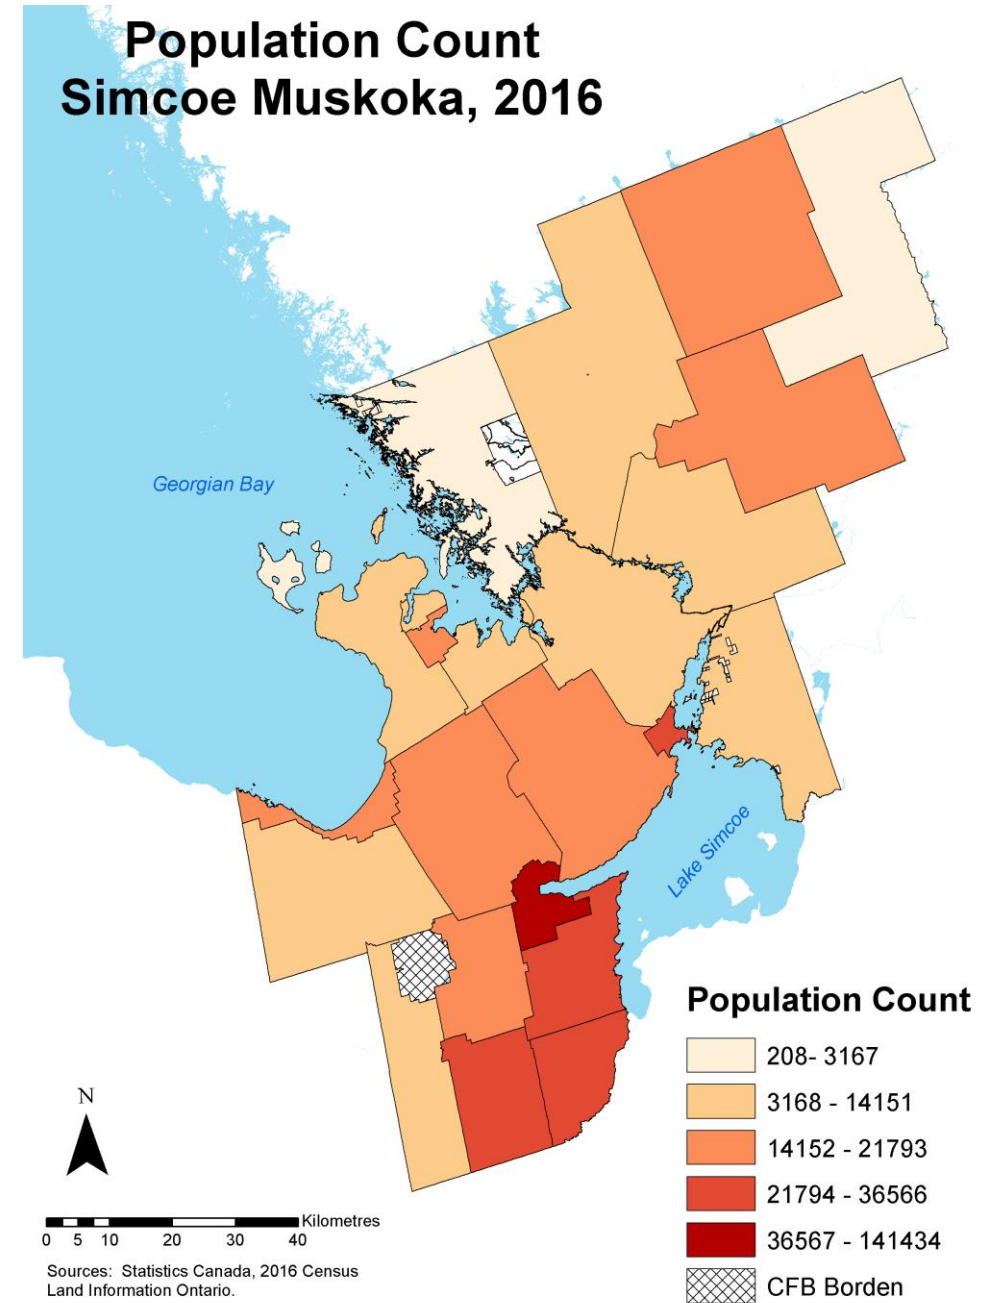 Population Count
Simcoe Muskoka, 2016
Georgian Bay
Lake Simcoe
Population Count
208- 3167
3168 - 14151
14152 - 21793
21794 - 36566
36567 - 141434
CFB Borden
N
Kilometres
0 5 10 20 30 40
Sources: Statistics Canada, 2016 Census
Land Information Ontario.